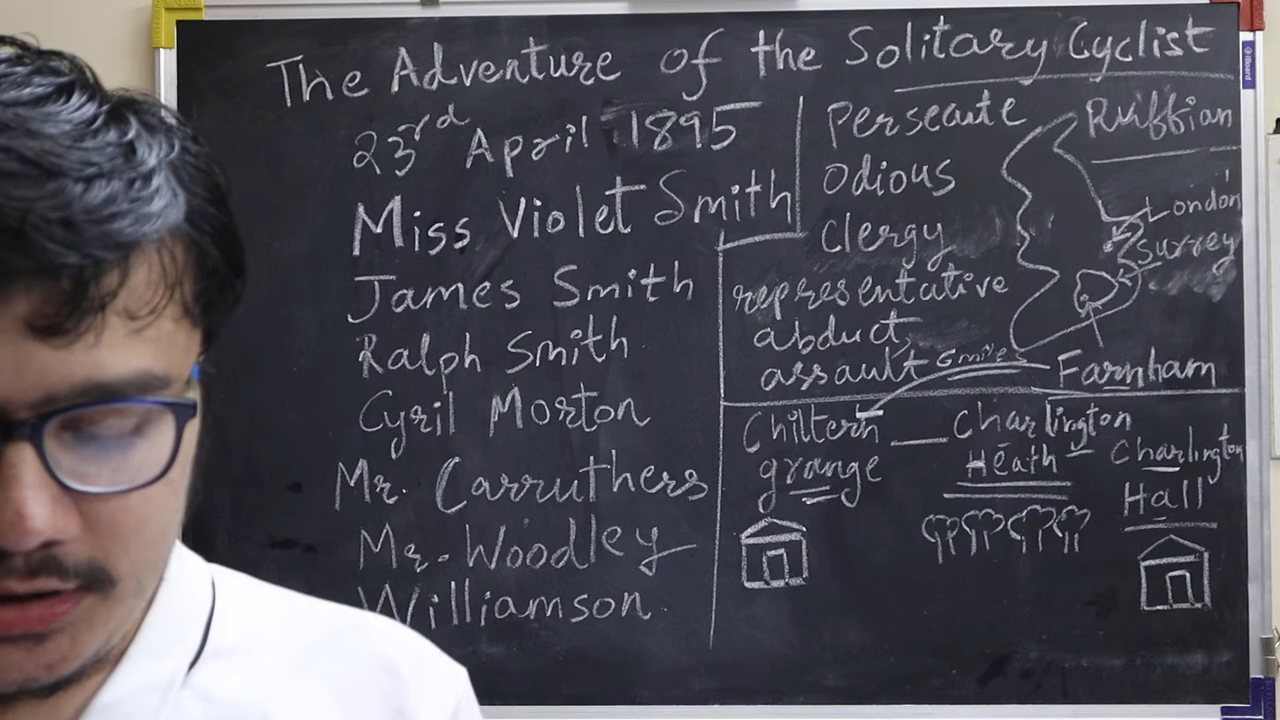 The Adventure of the Solitary Cyclist
23rd April 1895
Miss Violet Smith
James Smith
Ralph Smith
Cyril Morton
Mr. Carruthers
Mr. Woodley
Williamson
Persecute
Odious
Clergy
representative
abduct,
assault
Ruffian
London
Surrey
6miles
Farnham
Chiltern
grange
Charlington
Heath
Charlington
Hall